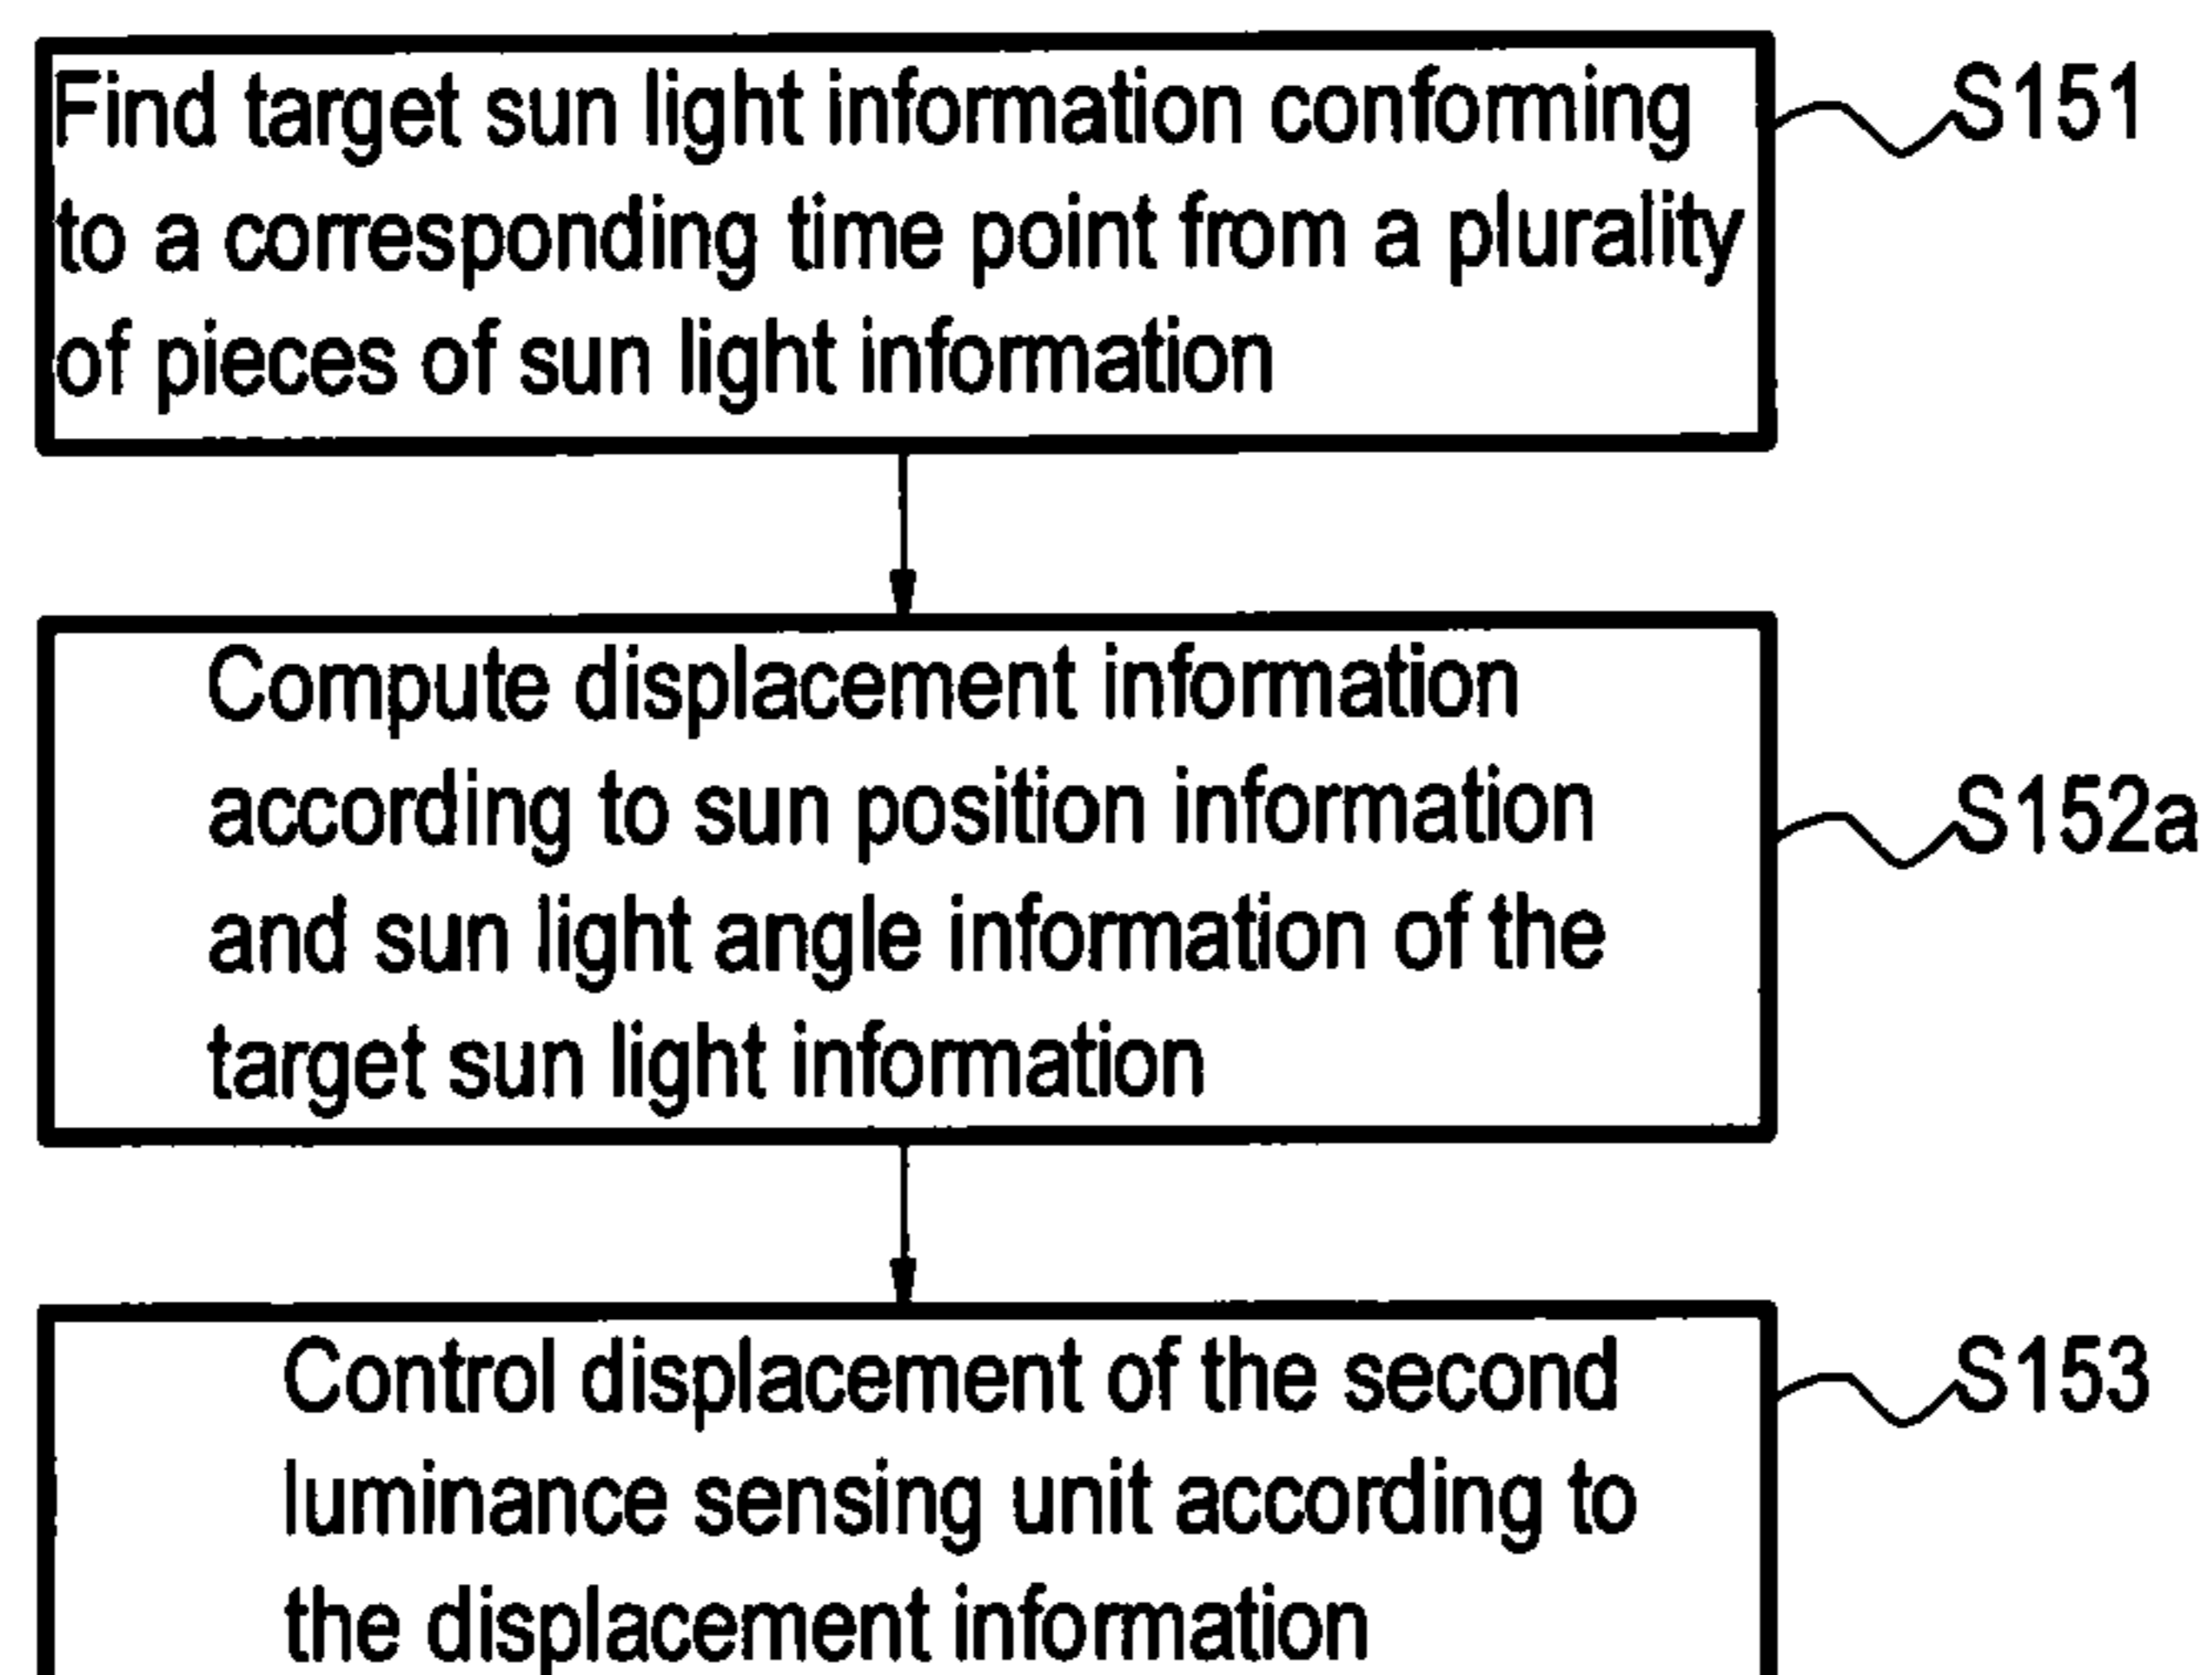 Find target sun light information conforming
to a corresponding time point from a plurality
of pieces of sun light information
S151
Compute displacement information
according to sun position information
and sun light angle information of the
target sun light information
S152a
Control displacement of the second
luminance sensing unit according to
the displacement information
S153